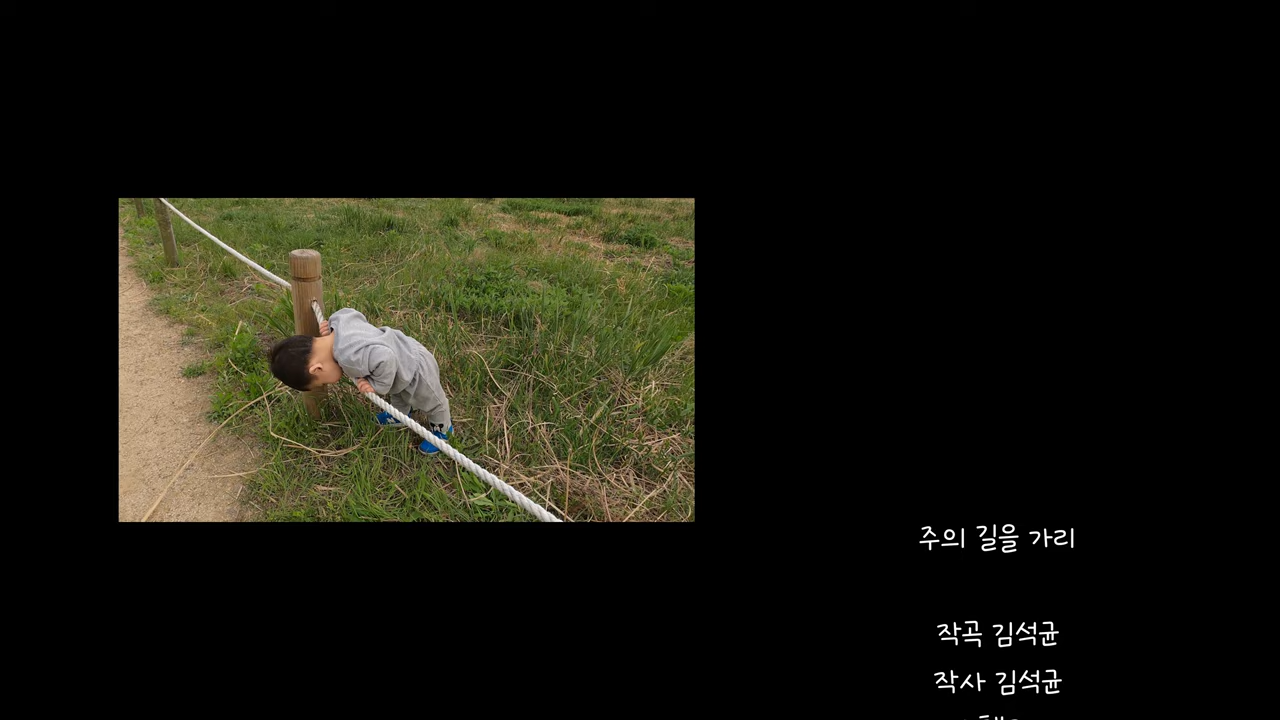 주의 길을 가리
작곡 김석균
작사 김석균